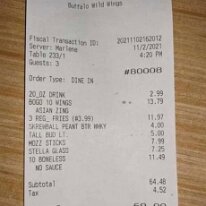 Buffalo Wild Wings
Fiscal Transaction ID: 20211102162012
Server: Marlene 11/2/2021
Table 233/1 4:20 PM
Guests: 3
#80008
Order Type: DINE IN
20 OZ DRINK 2.99
BOGO 10 WINGS 13.79
ASIAN ZING
3 REG. FRIES (#3.99) 11.97
SKREWBALL PEANT BTR WHKY 4.00
TALL BUD LT 5.00
MOZZ STICKS 7.99
STELLA GLASS 7.25
10 BONELESS 11.49
NO SAUCE
Subtotal 64.48
Tax 4.52